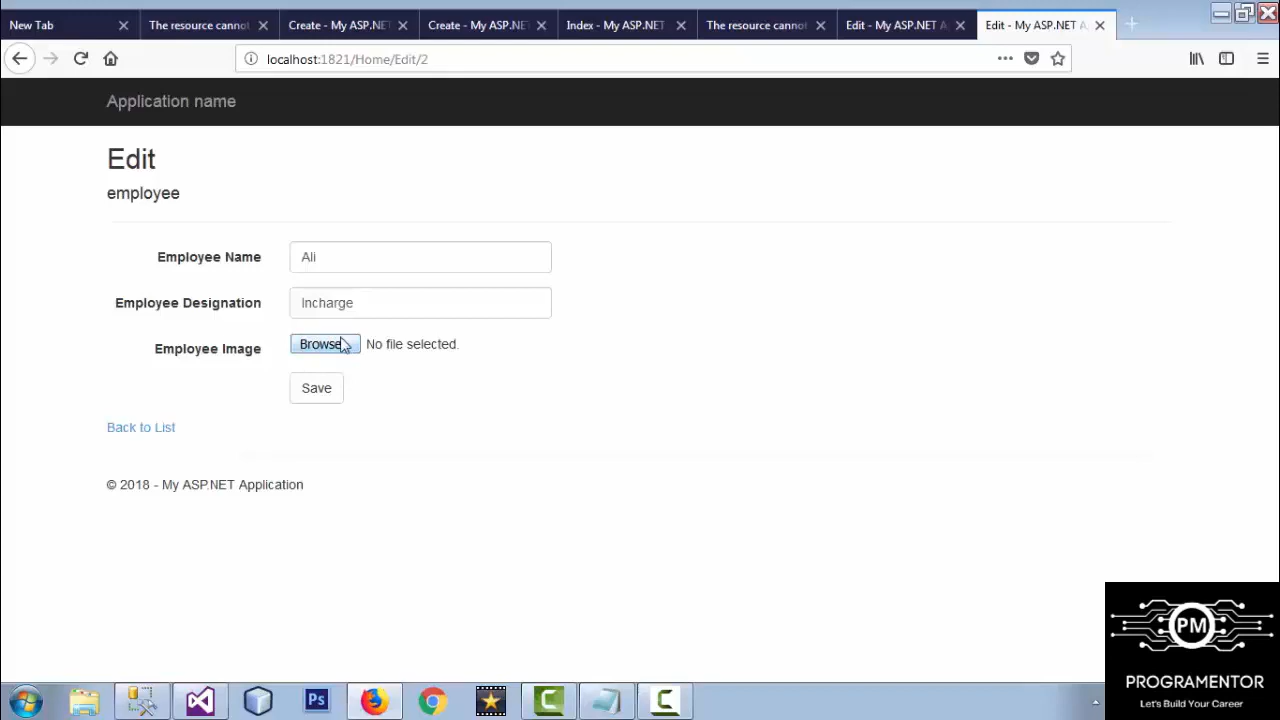 New Tab
The resource cannot
Create - My ASP.NET
Create - My ASP.NET
Index - My ASP.NET
The resource cannot
Edit - My ASP.NET A
Edit - My ASP.NET A
localhost:1821/Home/Edit/2
Application name
Edit
employee
Employee Name Ali
Employee Designation Incharge
Employee Image Browse No file selected.
Save
Back to List
© 2018 - My ASP.NET Application
Ps
PM
PROGRAMENTOR
Let's Build Your Career